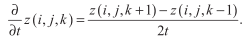 ∂/∂t z(i, j, k) = z(i, j, k+1) − z(i, j, k−1) / 2t.